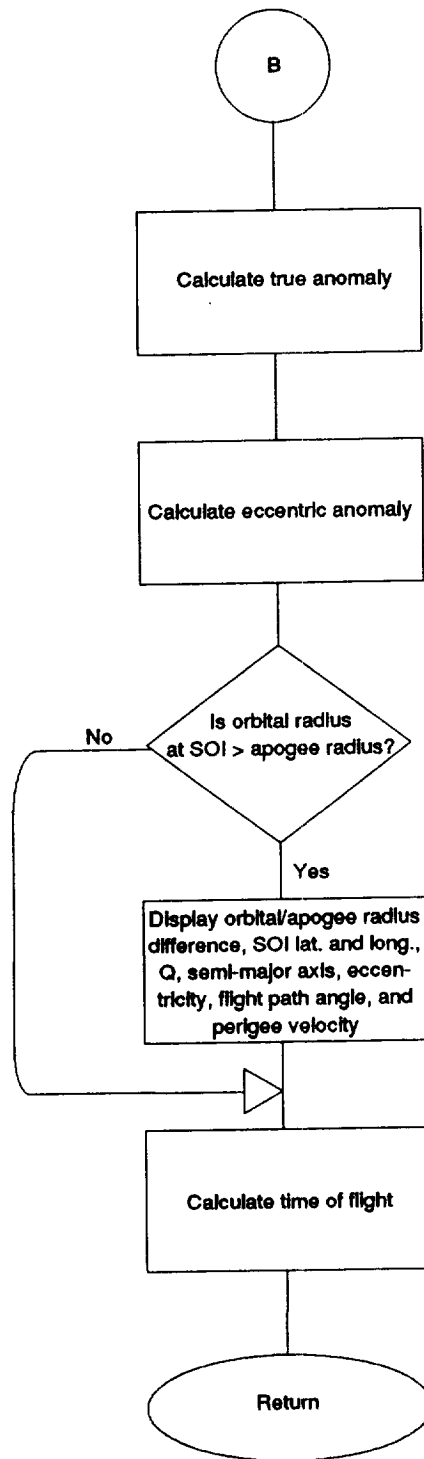 B
Calculate true anomaly
Calculate eccentric anomaly
Is orbital radius
at SOI > apogee radius?
No
Yes
Display orbital/apogee radius
difference, SOI lat. and long.,
Q, semi-major axis, eccen-
tricity, flight path angle, and
perigee velocity
Calculate time of flight
Return